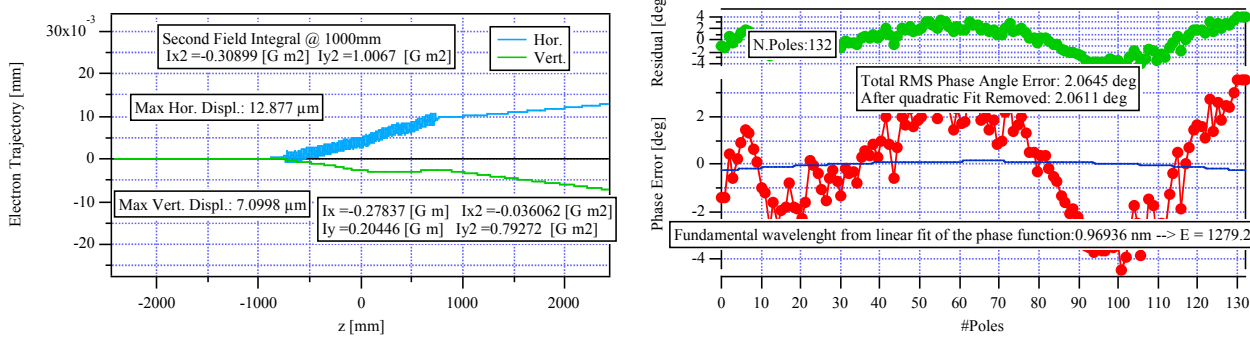 30x10⁻³
20
10
0
-10
-20
Electron Trajectory [mm]
Second Field Integral @ 1000mm
Ix2 =-0.30899 [G m2] Iy2 =1.0067 [G m2]
Hor.
Vert.
Max Hor. Displ.: 12.877 µm
Max Vert. Displ.: 7.0998 µm
Ix =-0.27837 [G m] Ix2 =-0.036062 [G m2]
Iy =0.20446 [G m] Iy2 =0.79272 [G m2]
-2000
-1000
0
1000
2000
z [mm]
Residual [deg]
4
2
0
-2
-4
N.Poles:132
Total RMS Phase Angle Error: 2.0645 deg
After quadratic Fit Removed: 2.0611 deg
Phase Error [deg]
2
0
-2
-4
Fundamental wavelenght from linear fit of the phase function:0.96936 nm --> E = 1279.2
0 10 20 30 40 50 60 70 80 90 100 110 120 130
#Poles